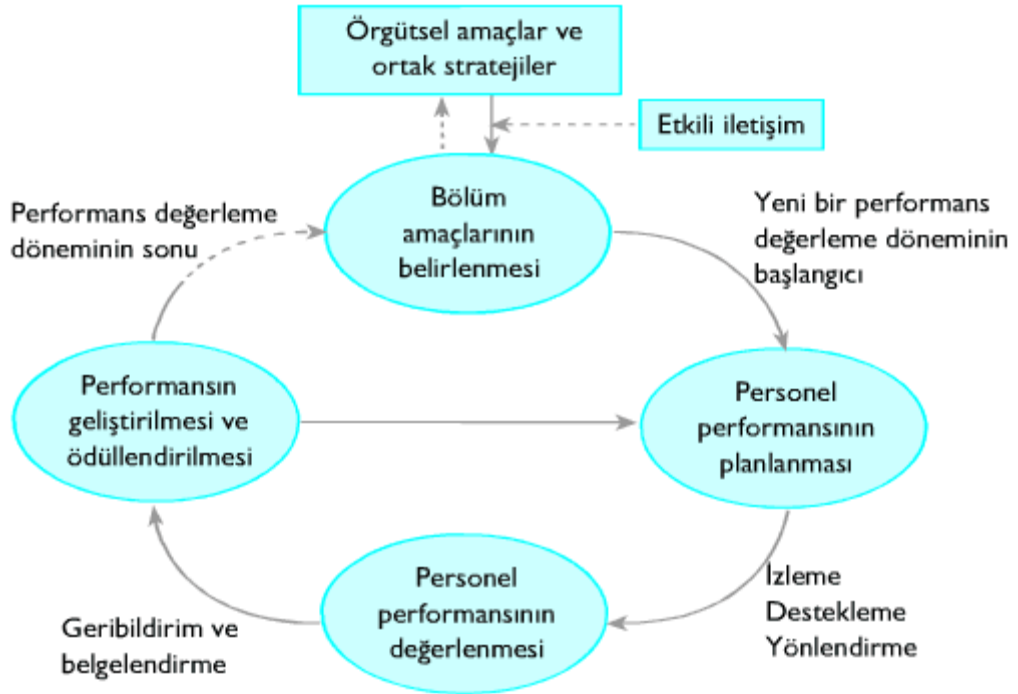 Örgütsel amaçlar ve
ortak stratejiler
Etkili iletişim
Performans değerleme
döneminin sonu
Bölüm
amaçlarının
belirlenmesi
Yeni bir performans
değerleme döneminin
başlangıcı
Performansın
geliştirilmesi ve
ödüllendirilmesi
Personel
performansının
planlanması
Personel
performansının
değerlenmesi
Geribildirim ve
belgelendirme
İzleme
Destekleme
Yönlendirme